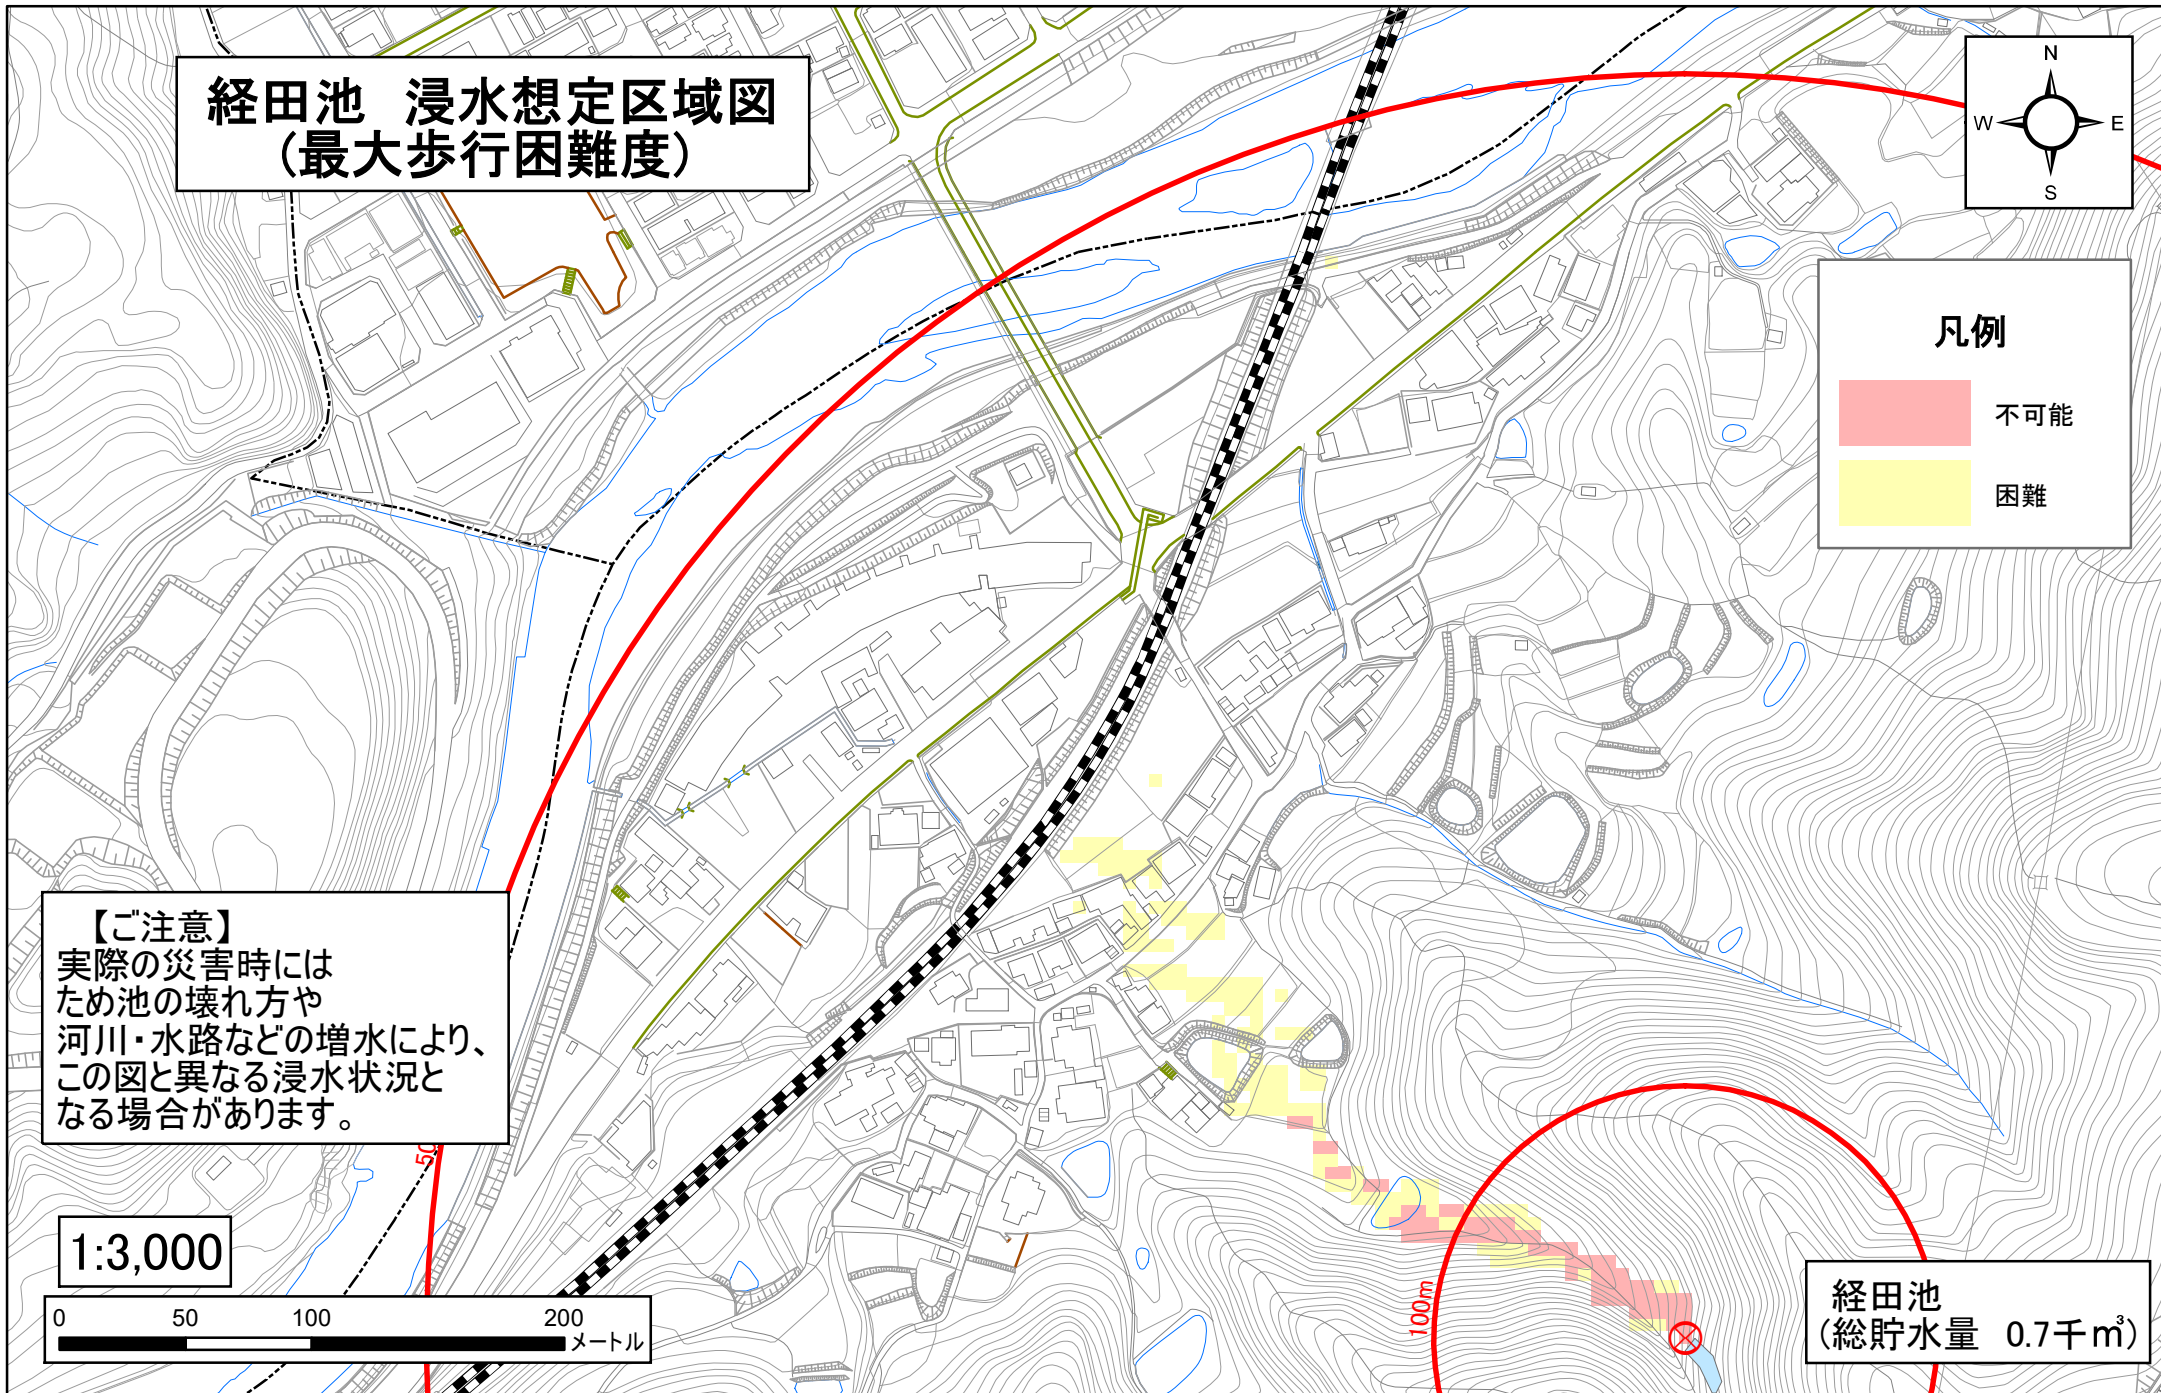 経田池　浸水想定区域図
(最大歩行困難度)
N
W
E
S
凡例
不可能
困難
【ご注意】
実際の災害時には
ため池の壊れ方や
河川・水路などの増水により、
この図と異なる浸水状況と
なる場合があります。
50
1:3,000
0 50 100 200
メートル
100m
経田池
(総貯水量　0.7千㎥)